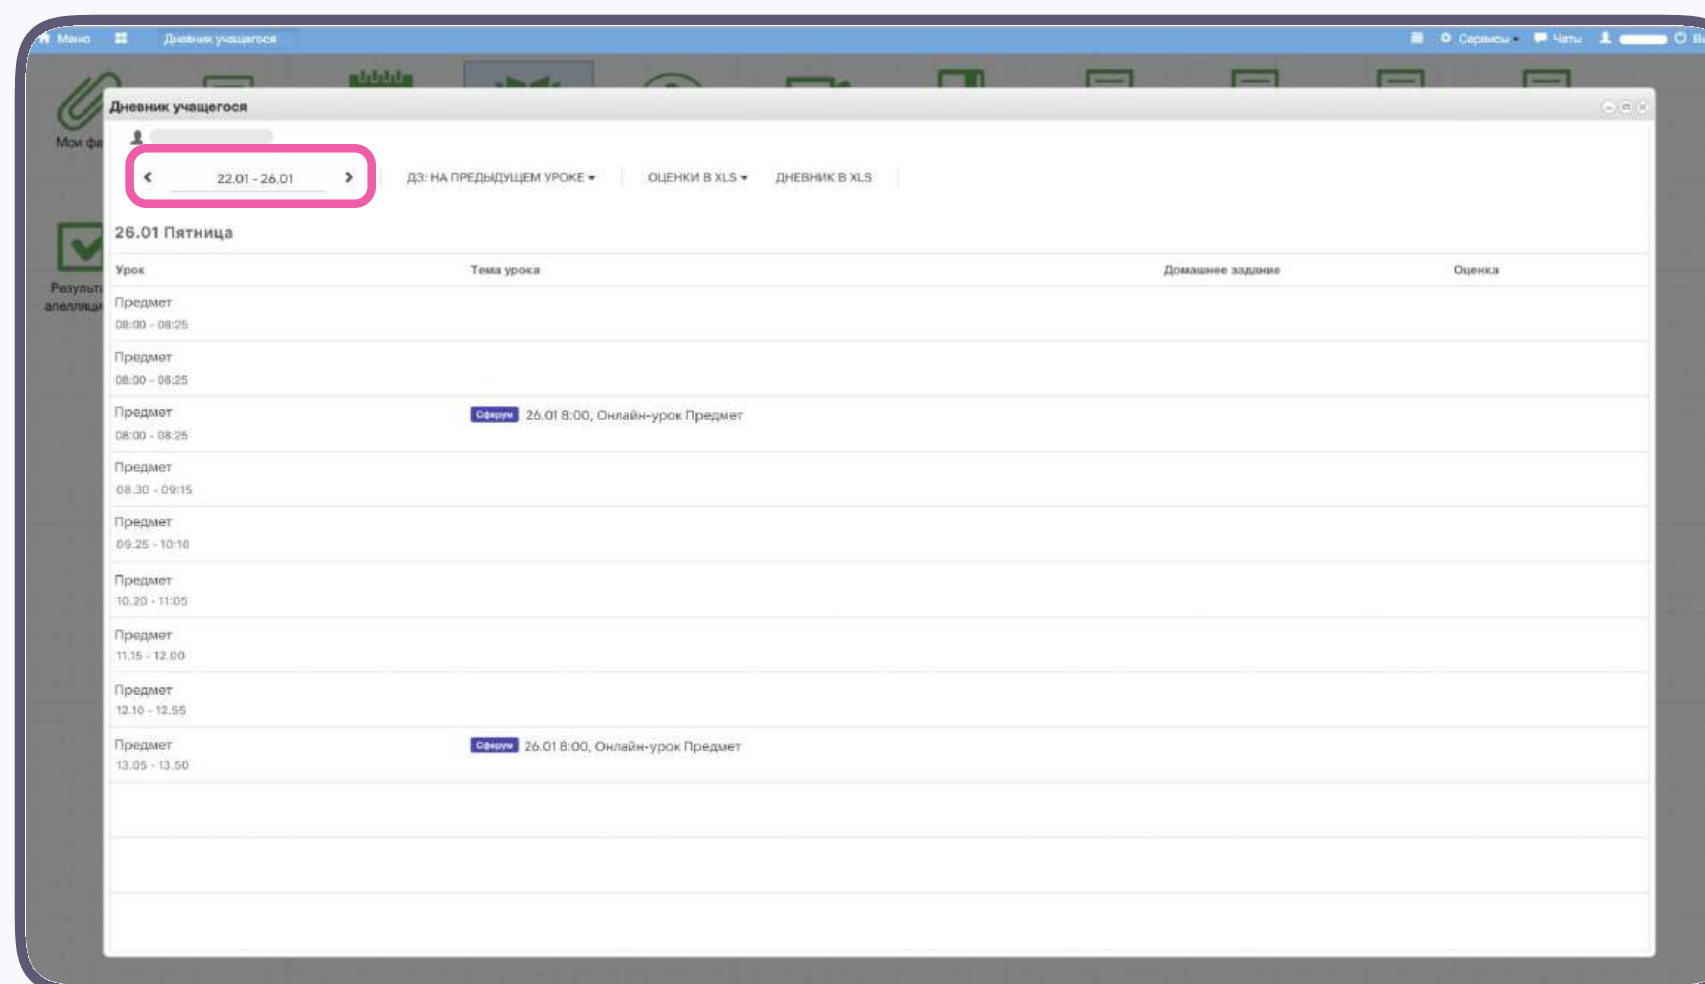 Меню Дневник учащегося Сервисы Чаты
Дневник учащегося
Мои фа
22.01 - 26.01 ДЗ: НА ПРЕДЫДУЩЕМ УРОКЕ ОЦЕНКИ В XLS ДНЕВНИК В XLS
26.01 Пятница
Урок Тема урока Домашнее задание Оценка
Результ
апелляци
Предмет
08:00 - 08:25
Предмет
08:00 - 08:25
Предмет Сферум 26.01 8:00, Онлайн-урок Предмет
08:00 - 08:25
Предмет
08.30 - 09:15
Предмет
09.25 - 10:10
Предмет
10.20 - 11:05
Предмет
11.15 - 12.00
Предмет
12.10 - 12.55
Предмет Сферум 26.01 8:00, Онлайн-урок Предмет
13.05 - 13.50